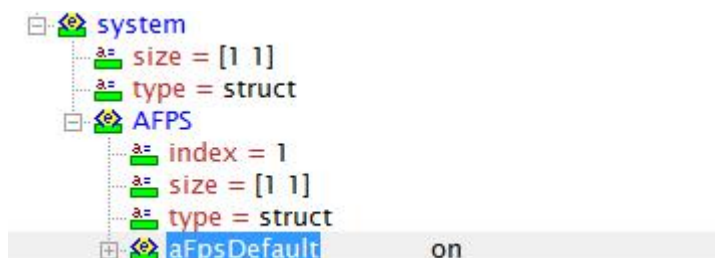 system
size = [1 1]
type = struct
AFPS
index = 1
size = [1 1]
type = struct
aFpsDefault on